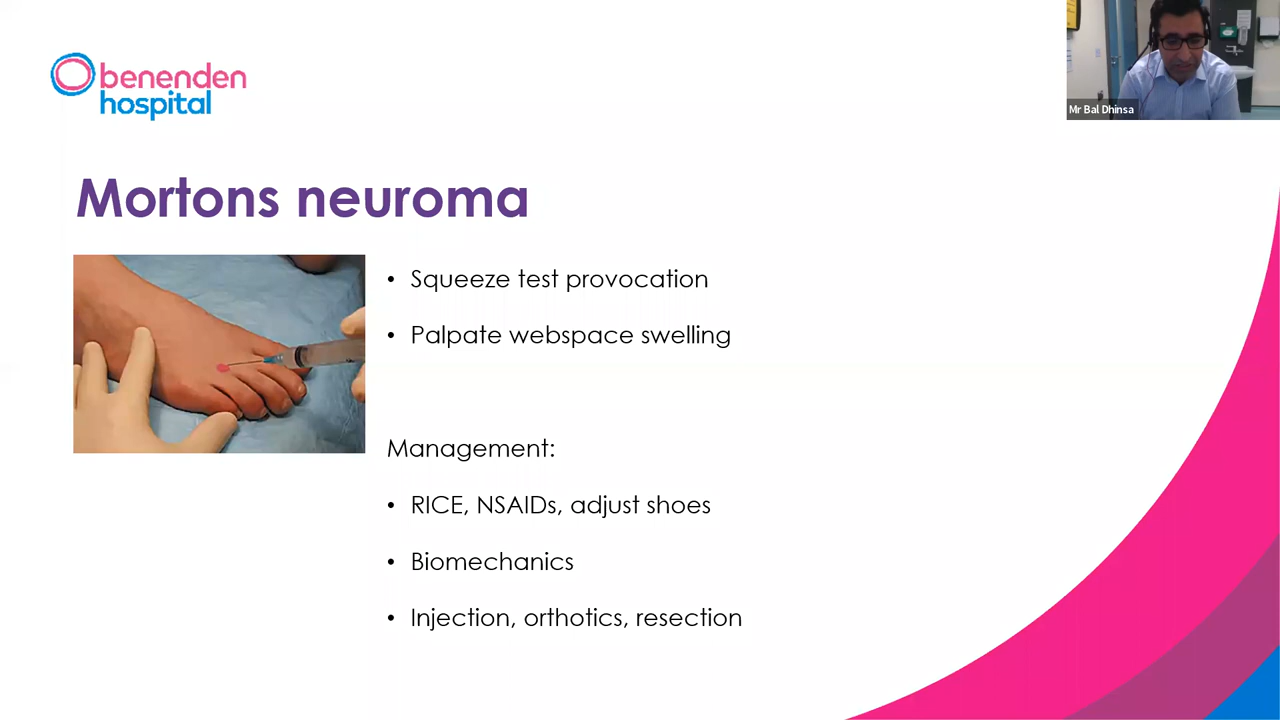 benenden
hospital
Mr Bal Dhinsa
Mortons neuroma
• Squeeze test provocation
• Palpate webspace swelling
Management:
• RICE, NSAIDs, adjust shoes
• Biomechanics
• Injection, orthotics, resection